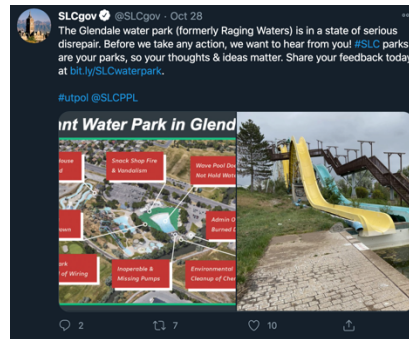 SLCgov @SLCgov · Oct 28
The Glendale water park (formerly Raging Waters) is in a state of serious
disrepair. Before we take any action, we want to hear from you! #SLC parks
are your parks, so your thoughts & ideas matter. Share your feedback today
at bit.ly/SLCwaterpark.
#utpol @SLCPPL
nt Water Park in Glend
Snack Shop Fire
& Vandalism
Wave Pool Do
Not Hold Wat
Admin O
Burned D
of Wiring
Inoperable &
Missing Pumps
Environmental
Cleanup of Che
2 7 10